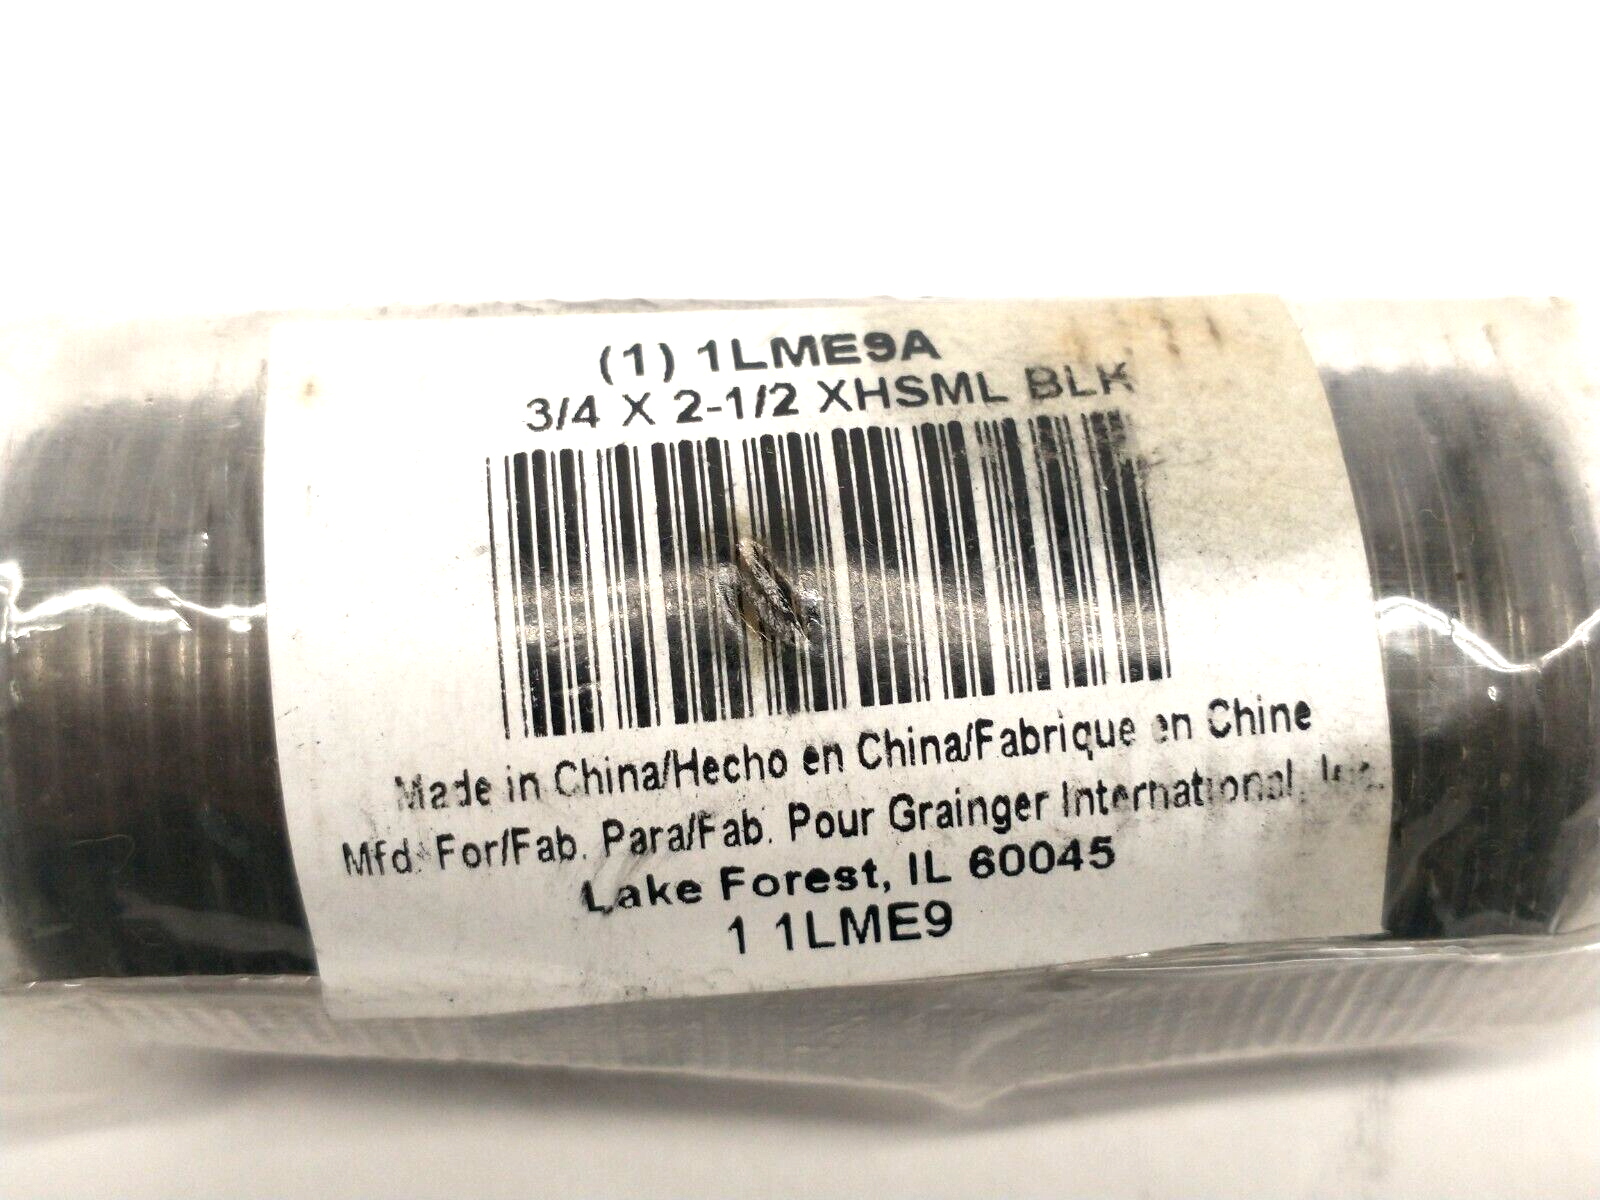 (1) 1LME9A
3/4 X 2-1/2 XHSML BLK
Made in China/Hecho en China/Fabrique en Chine
Mfd. For/Fab. Para/Fab. Pour Grainger International, Inc.
Lake Forest, IL 60045
1 1LME9